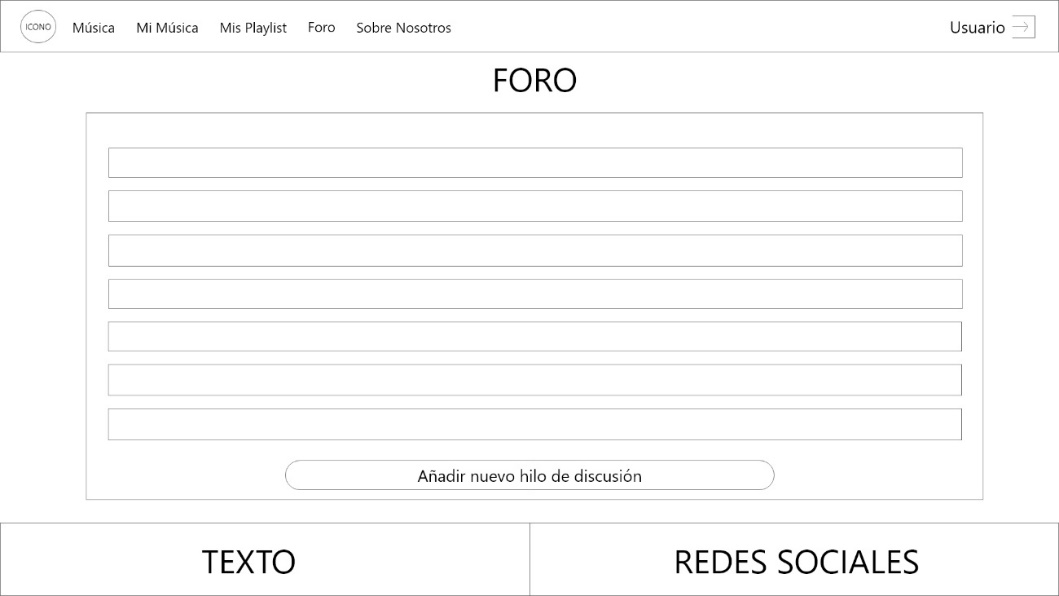 ICONO Música Mi Música Mis Playlist Foro Sobre Nosotros Usuario
FORO
Añadir nuevo hilo de discusión
TEXTO REDES SOCIALES